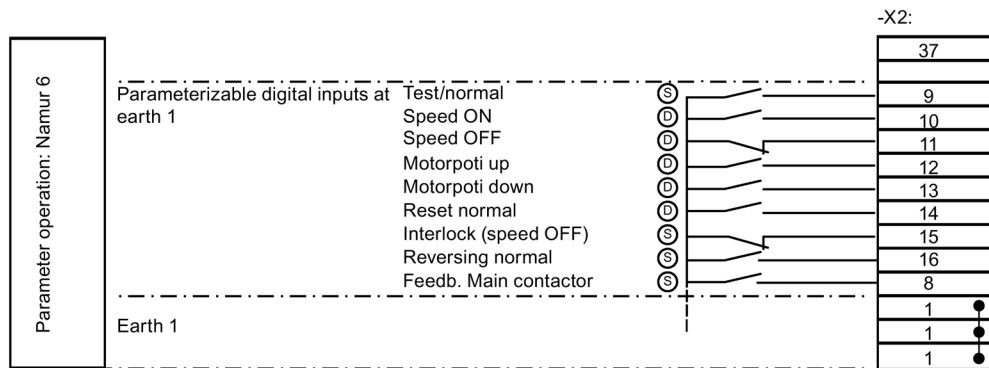 -X2:
37
Parameter operation: Namur 6
Parameterizable digital inputs at
earth 1
Test/normal S 9
Speed ON D 10
Speed OFF D 11
Motorpoti up D 12
Motorpoti down D 13
Reset normal D 14
Interlock (speed OFF) S 15
Reversing normal S 16
Feedb. Main contactor S 8
Earth 1
1
1
1